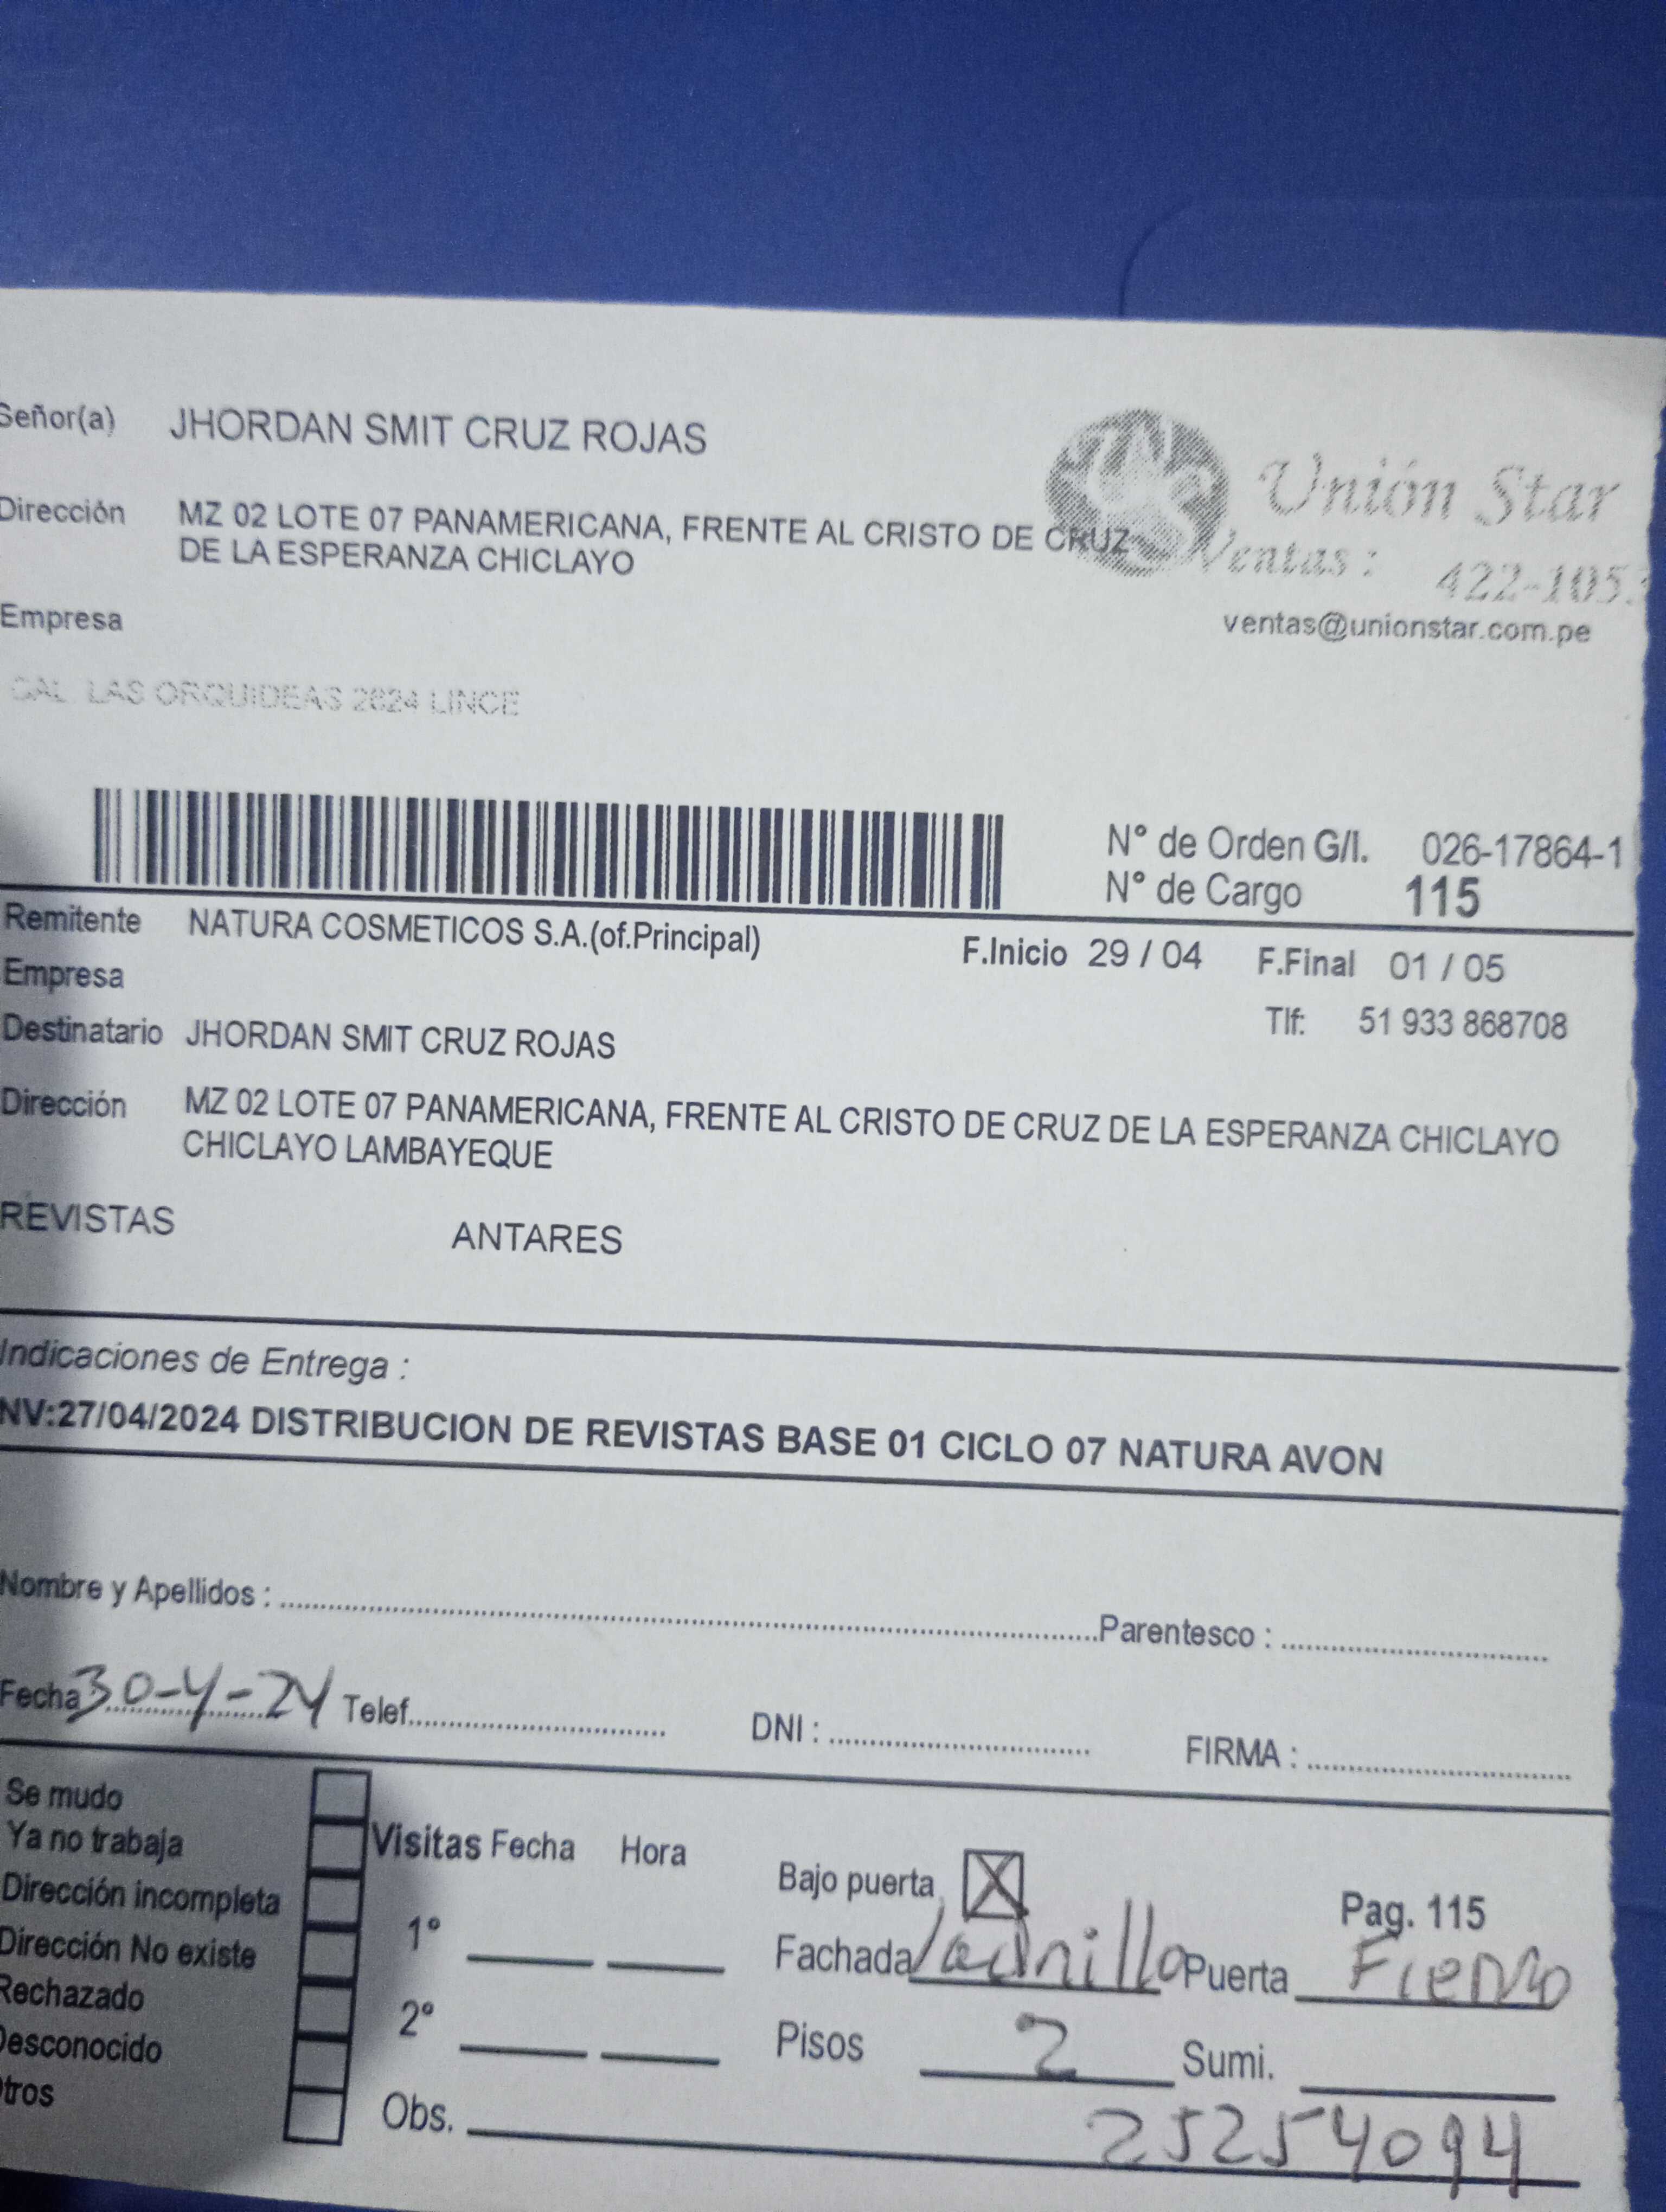 Señor(a) JHORDAN SMIT CRUZ ROJAS
Unión Star
Dirección MZ 02 LOTE 07 PANAMERICANA, FRENTE AL CRISTO DE CRUZ
DE LA ESPERANZA CHICLAYO
Ventas : 422-105
Empresa
ventas@unionstar.com.pe
CAL. LAS ORQUIDEAS 2624 LINCE
N° de Orden G/I. 026-17864-1
N° de Cargo 115
Remitente NATURA COSMETICOS S.A.(of.Principal)
F.Inicio 29 / 04 F.Final 01 / 05
Empresa
Tlf: 51 933 868708
Destinatario JHORDAN SMIT CRUZ ROJAS
Dirección MZ 02 LOTE 07 PANAMERICANA, FRENTE AL CRISTO DE CRUZ DE LA ESPERANZA CHICLAYO
CHICLAYO LAMBAYEQUE
REVISTAS ANTARES
Indicaciones de Entrega :
NV:27/04/2024 DISTRIBUCION DE REVISTAS BASE 01 CICLO 07 NATURA AVON
Nombre y Apellidos : Parentesco :
Fecha 30-4-24 Telef. DNI : FIRMA :
Se mudo
Ya no trabaja
Dirección incompleta
Dirección No existe
Rechazado
Desconocido
tros
Visitas Fecha Hora
1°
2°
Obs.
Bajo puerta X
Pag. 115
Fachada Ladrillo Puerta Fierro
Pisos 2 Sumi.
25254094